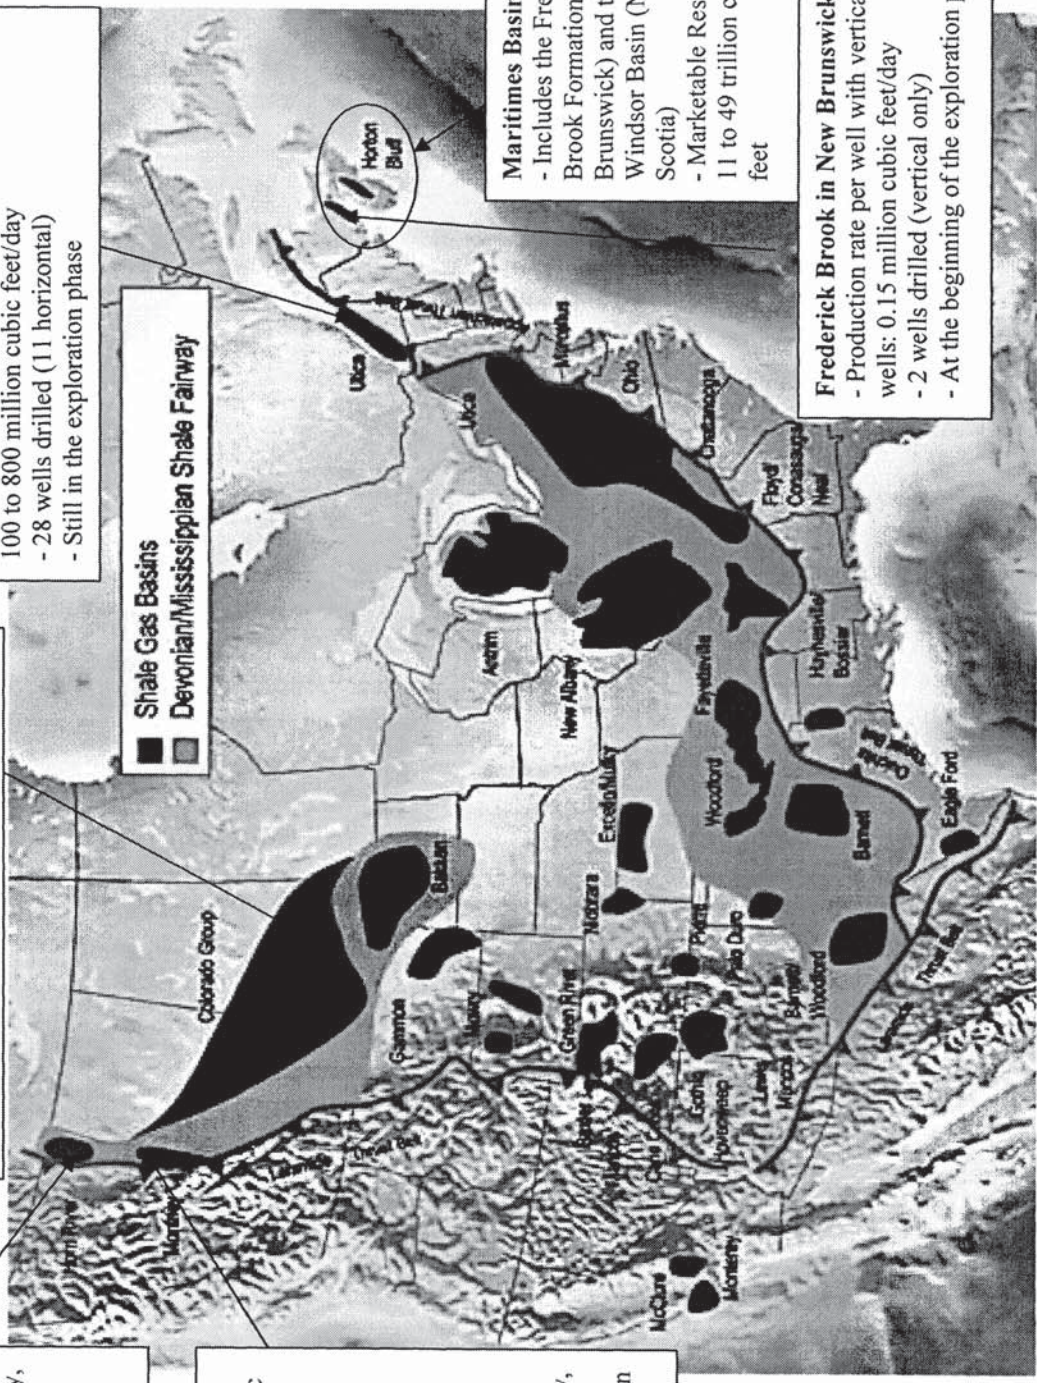 100 to 800 million cubic feet/day
- 28 wells drilled (11 horizontal)
- Still in the exploration phase
Shale Gas Basins
Devonian/Mississippian Shale Fairway
Maritimes Basin
- Includes the Fre
Brook Formation
Brunswick) and t
Windsor Basin (N
Scotia)
- Marketable Res
11 to 49 trillion c
feet
Frederick Brook in New Brunswick
- Production rate per well with vertica
wells: 0.15 million cubic feet/day
- 2 wells drilled (vertical only)
- At the beginning of the exploration p
Horton
Bluff
Utica
Utica
Marcellus
Ohio
Chattanooga
Floyd/
Conasauga
Neal
Antrim
New Albany
Fayetteville
Haynesville/
Bossier
Excello/Mulky
Woodford
Barnett
Eagle Ford
Colorado Group
Bakken
Gammon
Mowry
Niobrara
Green River
Pierre
Palo Duro
Barnett/
Woodford
Gothic
Hovenweep
Lewis
Mancos
Cane Creek
Baxter
Thrust Belt
Horn River
Montney
McClure
Monterey
y,
c
y,
n